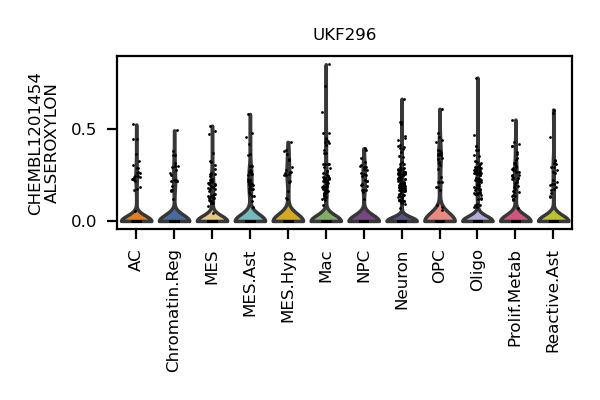 UKF296
CHEMBL1201454
ALSEROXYLON
0.5
0.0
AC
Chromatin.Reg
MES
MES.Ast
MES.Hyp
Mac
NPC
Neuron
OPC
Oligo
Prolif.Metab
Reactive.Ast